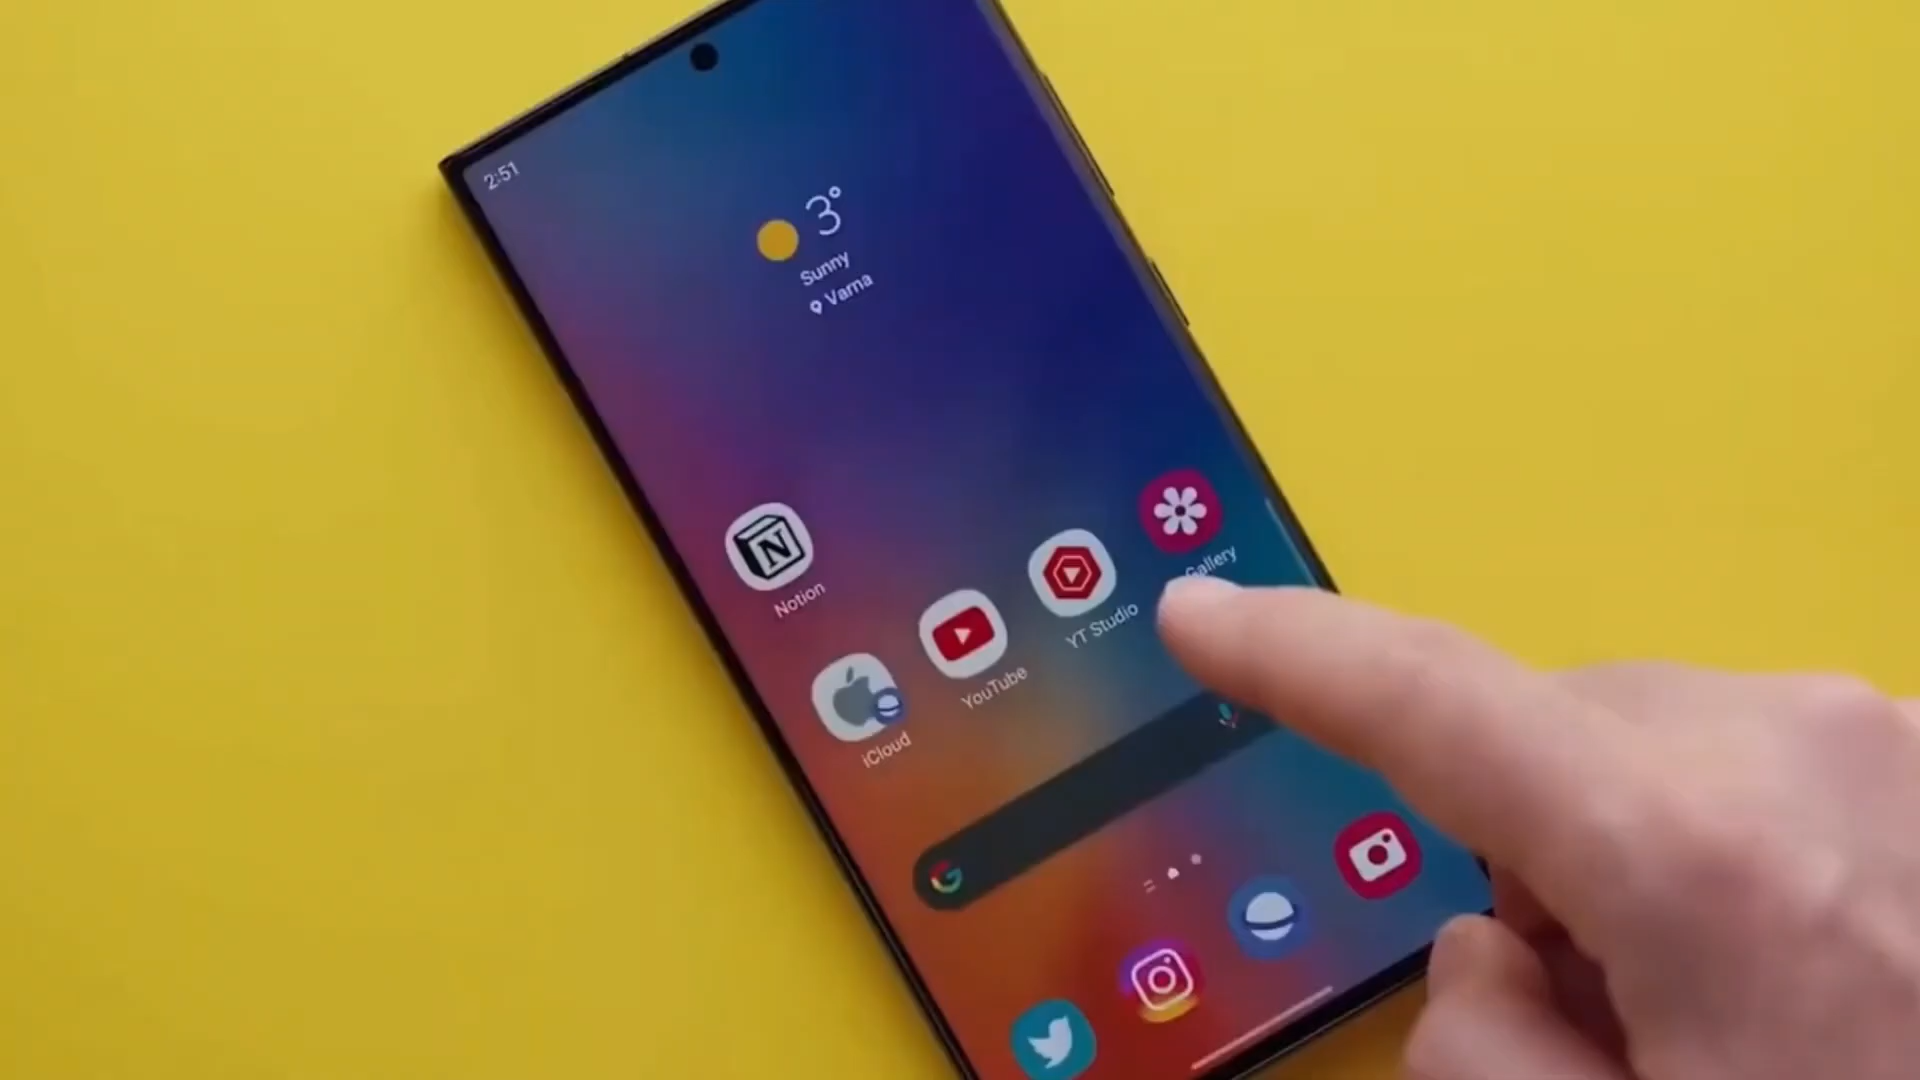 2:51
3°
Sunny
Varna
N
Notion
iCloud
YouTube
YT Studio
Gallery
G